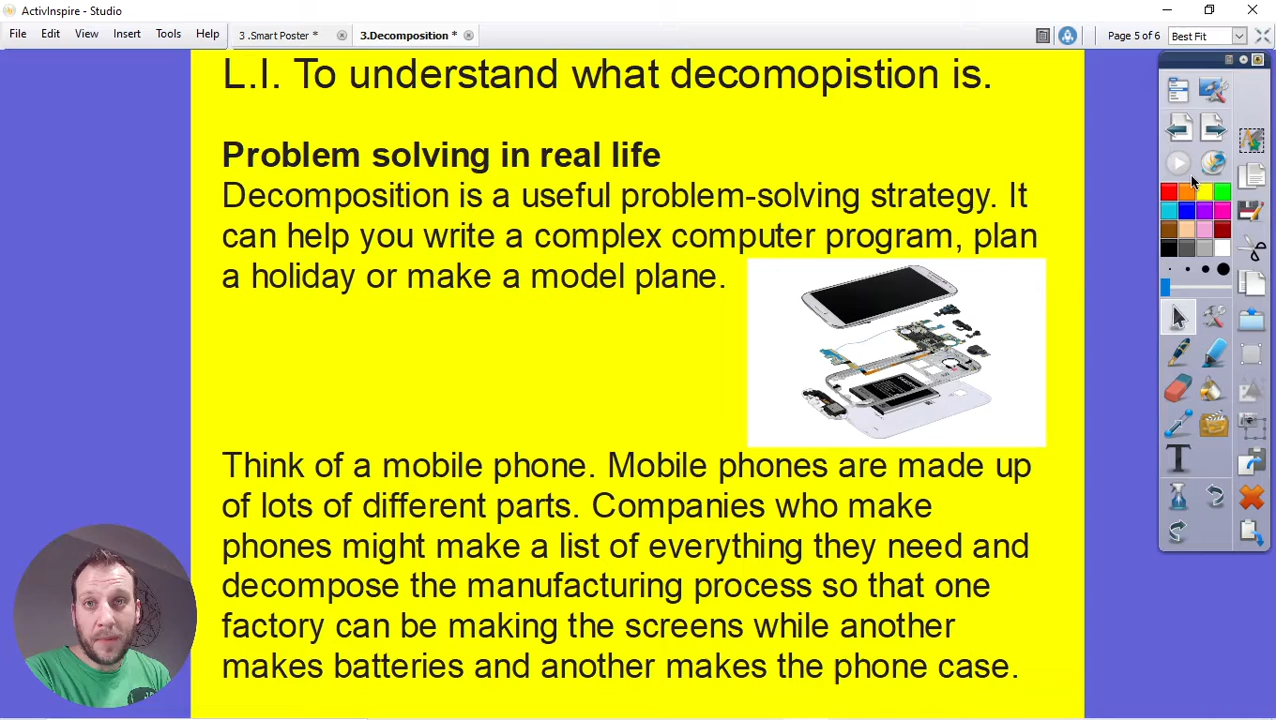 ActivInspire - Studio
File Edit View Insert Tools Help
3 .Smart Poster *
3.Decomposition *
Page 5 of 6
Best Fit
L.I. To understand what decomopistion is.
Problem solving in real life
Decomposition is a useful problem-solving strategy. It
can help you write a complex computer program, plan
a holiday or make a model plane.
Think of a mobile phone. Mobile phones are made up
of lots of different parts. Companies who make
phones might make a list of everything they need and
decompose the manufacturing process so that one
factory can be making the screens while another
makes batteries and another makes the phone case.
T